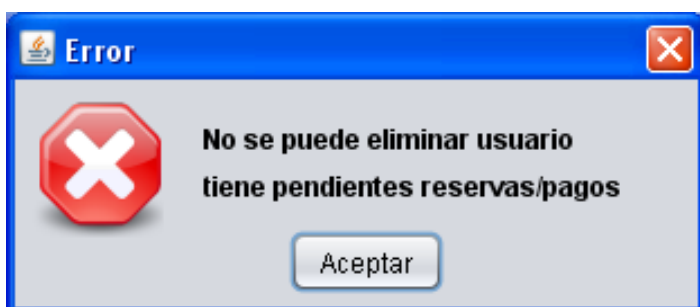 Error
No se puede eliminar usuario
tiene pendientes reservas/pagos
Aceptar